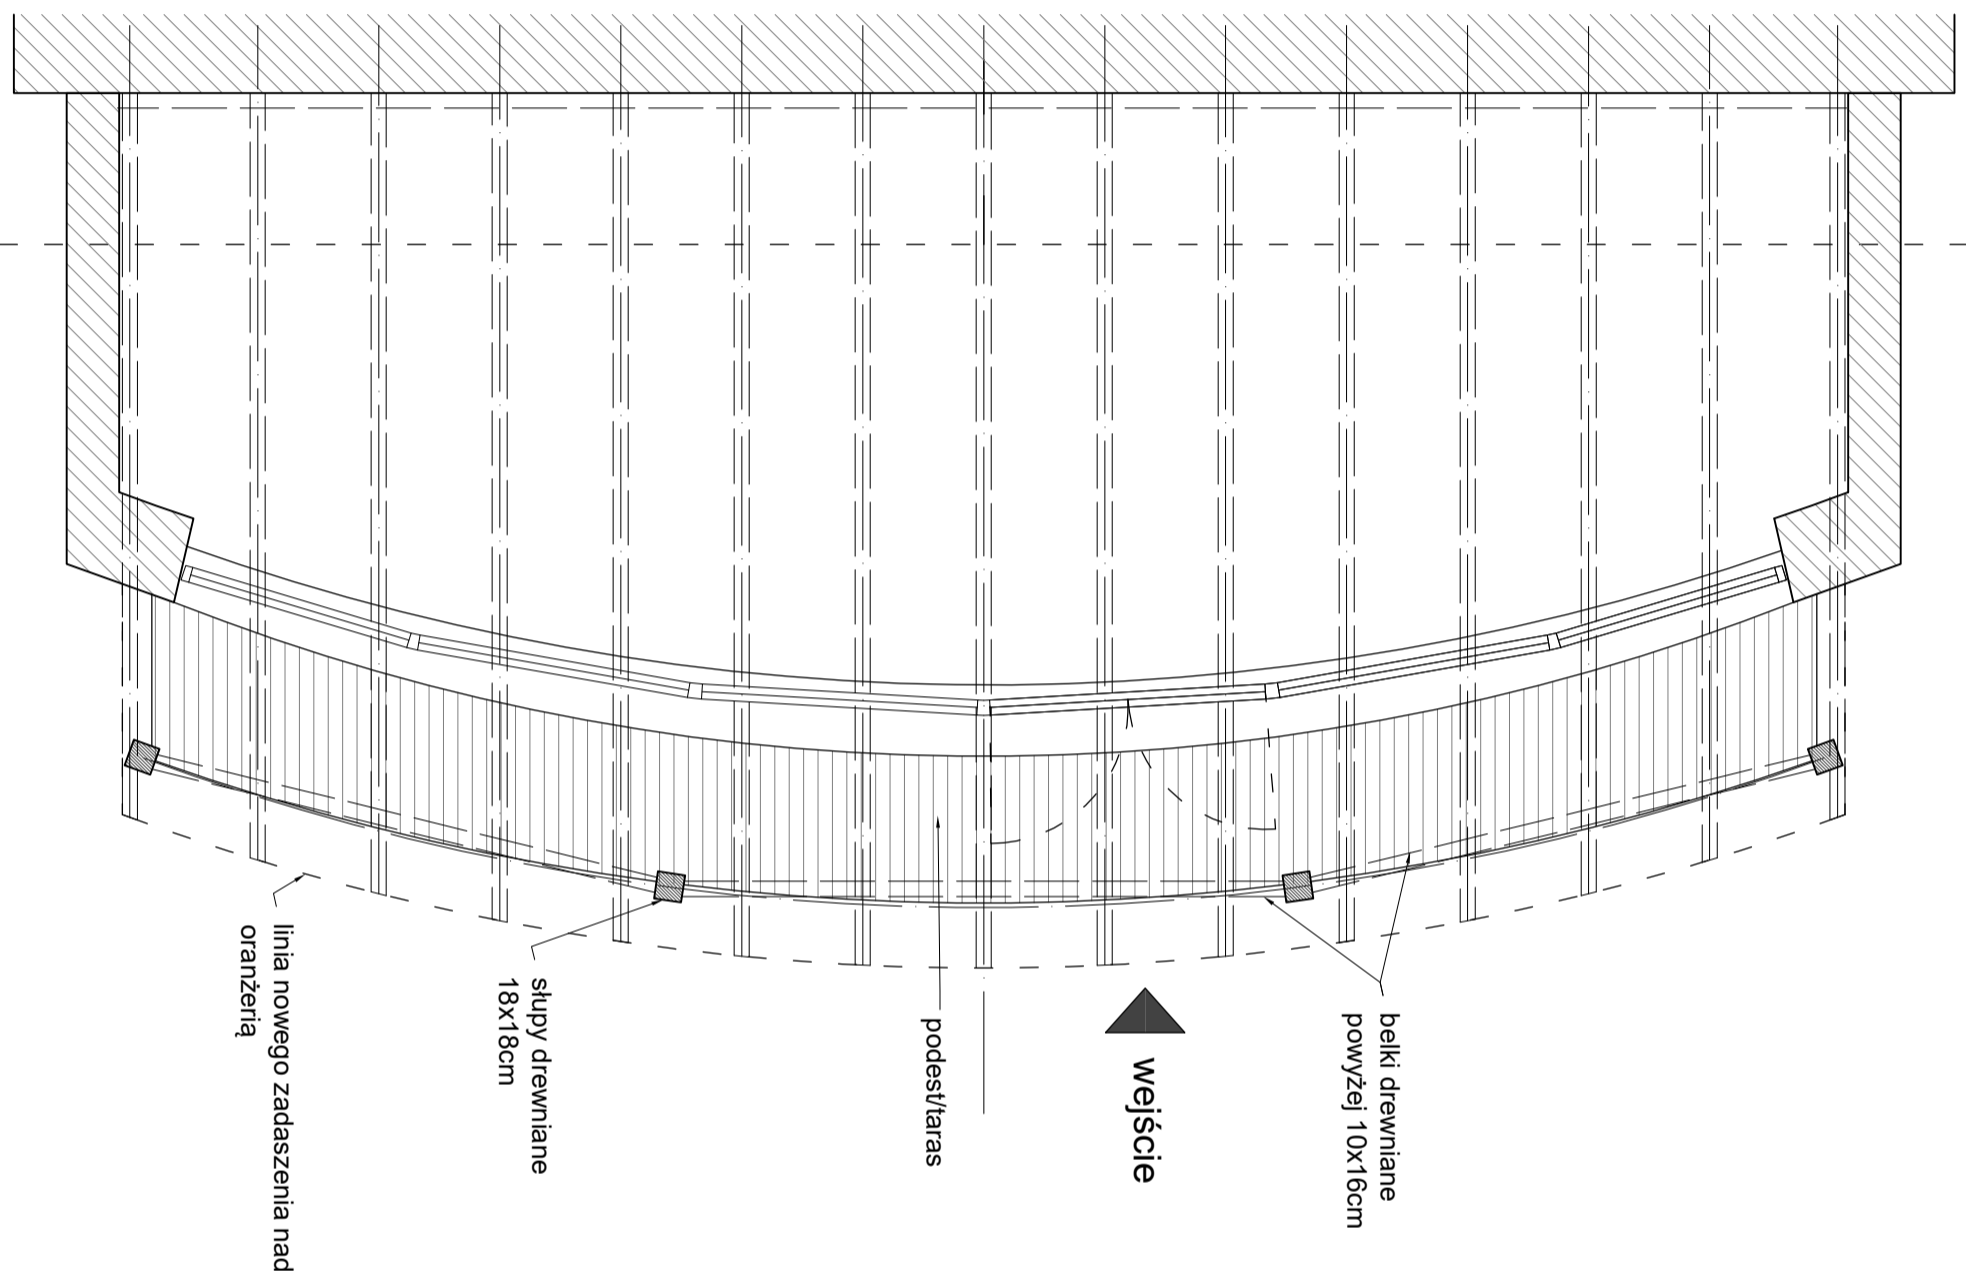 linia nowego zadaszenia nad
oranżerią
słupy drewniane
18x18cm
podest/taras
wejście
belki drewniane
powyżej 10x16cm